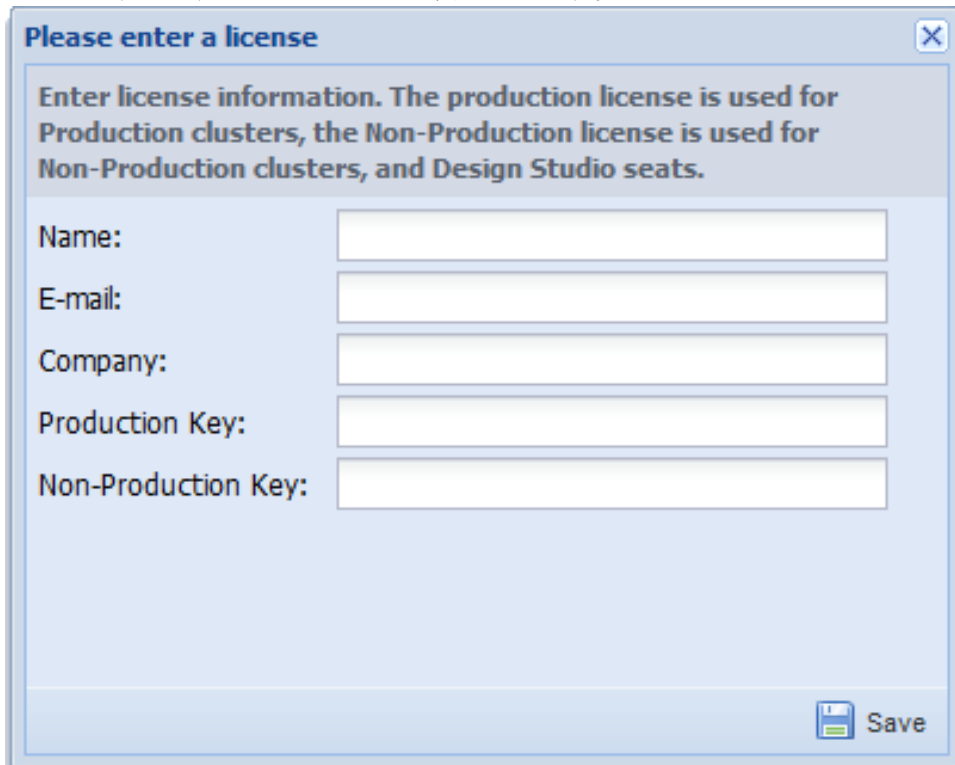 Please enter a license
Enter license information. The production license is used for
Production clusters, the Non-Production license is used for
Non-Production clusters, and Design Studio seats.
Name:
E-mail:
Company:
Production Key:
Non-Production Key:
Save